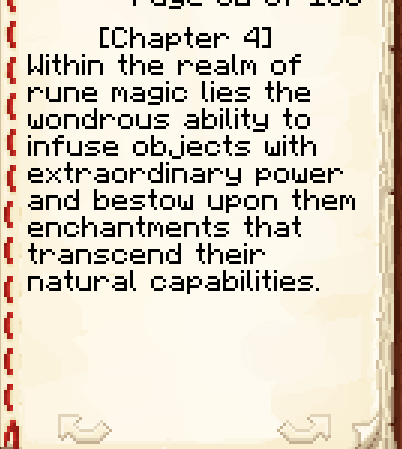 [Chapter 4]
Within the realm of
rune magic lies the
wondrous ability to
infuse objects with
extraordinary power
and bestow upon them
enchantments that
transcend their
natural capabilities.